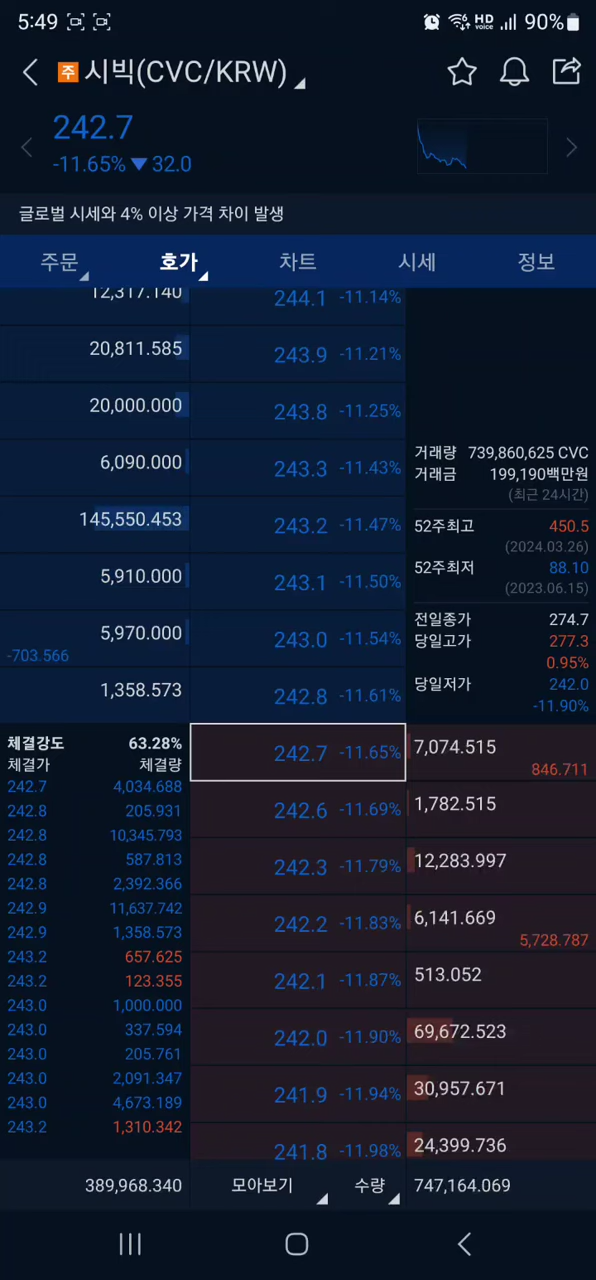 5:49 HD voice 90%
주 시빅(CVC/KRW)
242.7
-11.65% ▼ 32.0
글로벌 시세와 4% 이상 가격 차이 발생
주문 호가 차트 시세 정보
12,317.140 244.1 -11.14%
20,811.585 243.9 -11.21%
20,000.000 243.8 -11.25%
6,090.000 243.3 -11.43%
145,550.453 243.2 -11.47%
5,910.000 243.1 -11.50%
5,970.000 243.0 -11.54%
-703.566
1,358.573 242.8 -11.61%
거래량 739,860,625 CVC
거래금 199,190백만원
(최근 24시간)
52주최고 450.5
(2024.03.26)
52주최저 88.10
(2023.06.15)
전일종가 274.7
당일고가 277.3
0.95%
당일저가 242.0
-11.90%
체결강도 63.28%
체결가 체결량
242.7 4,034.688
242.8 205.931
242.8 10,345.793
242.8 587.813
242.8 2,392.366
242.9 11,637.742
242.9 1,358.573
243.2 657.625
243.2 123.355
243.0 1,000.000
243.0 337.594
243.0 205.761
243.0 2,091.347
243.0 4,673.189
243.2 1,310.342
242.7 -11.65% 7,074.515
846.711
242.6 -11.69% 1,782.515
242.3 -11.79% 12,283.997
242.2 -11.83% 6,141.669
5,728.787
242.1 -11.87% 513.052
242.0 -11.90% 69,672.523
241.9 -11.94% 30,957.671
241.8 -11.98% 24,399.736
389,968.340 모아보기 수량 747,164.069